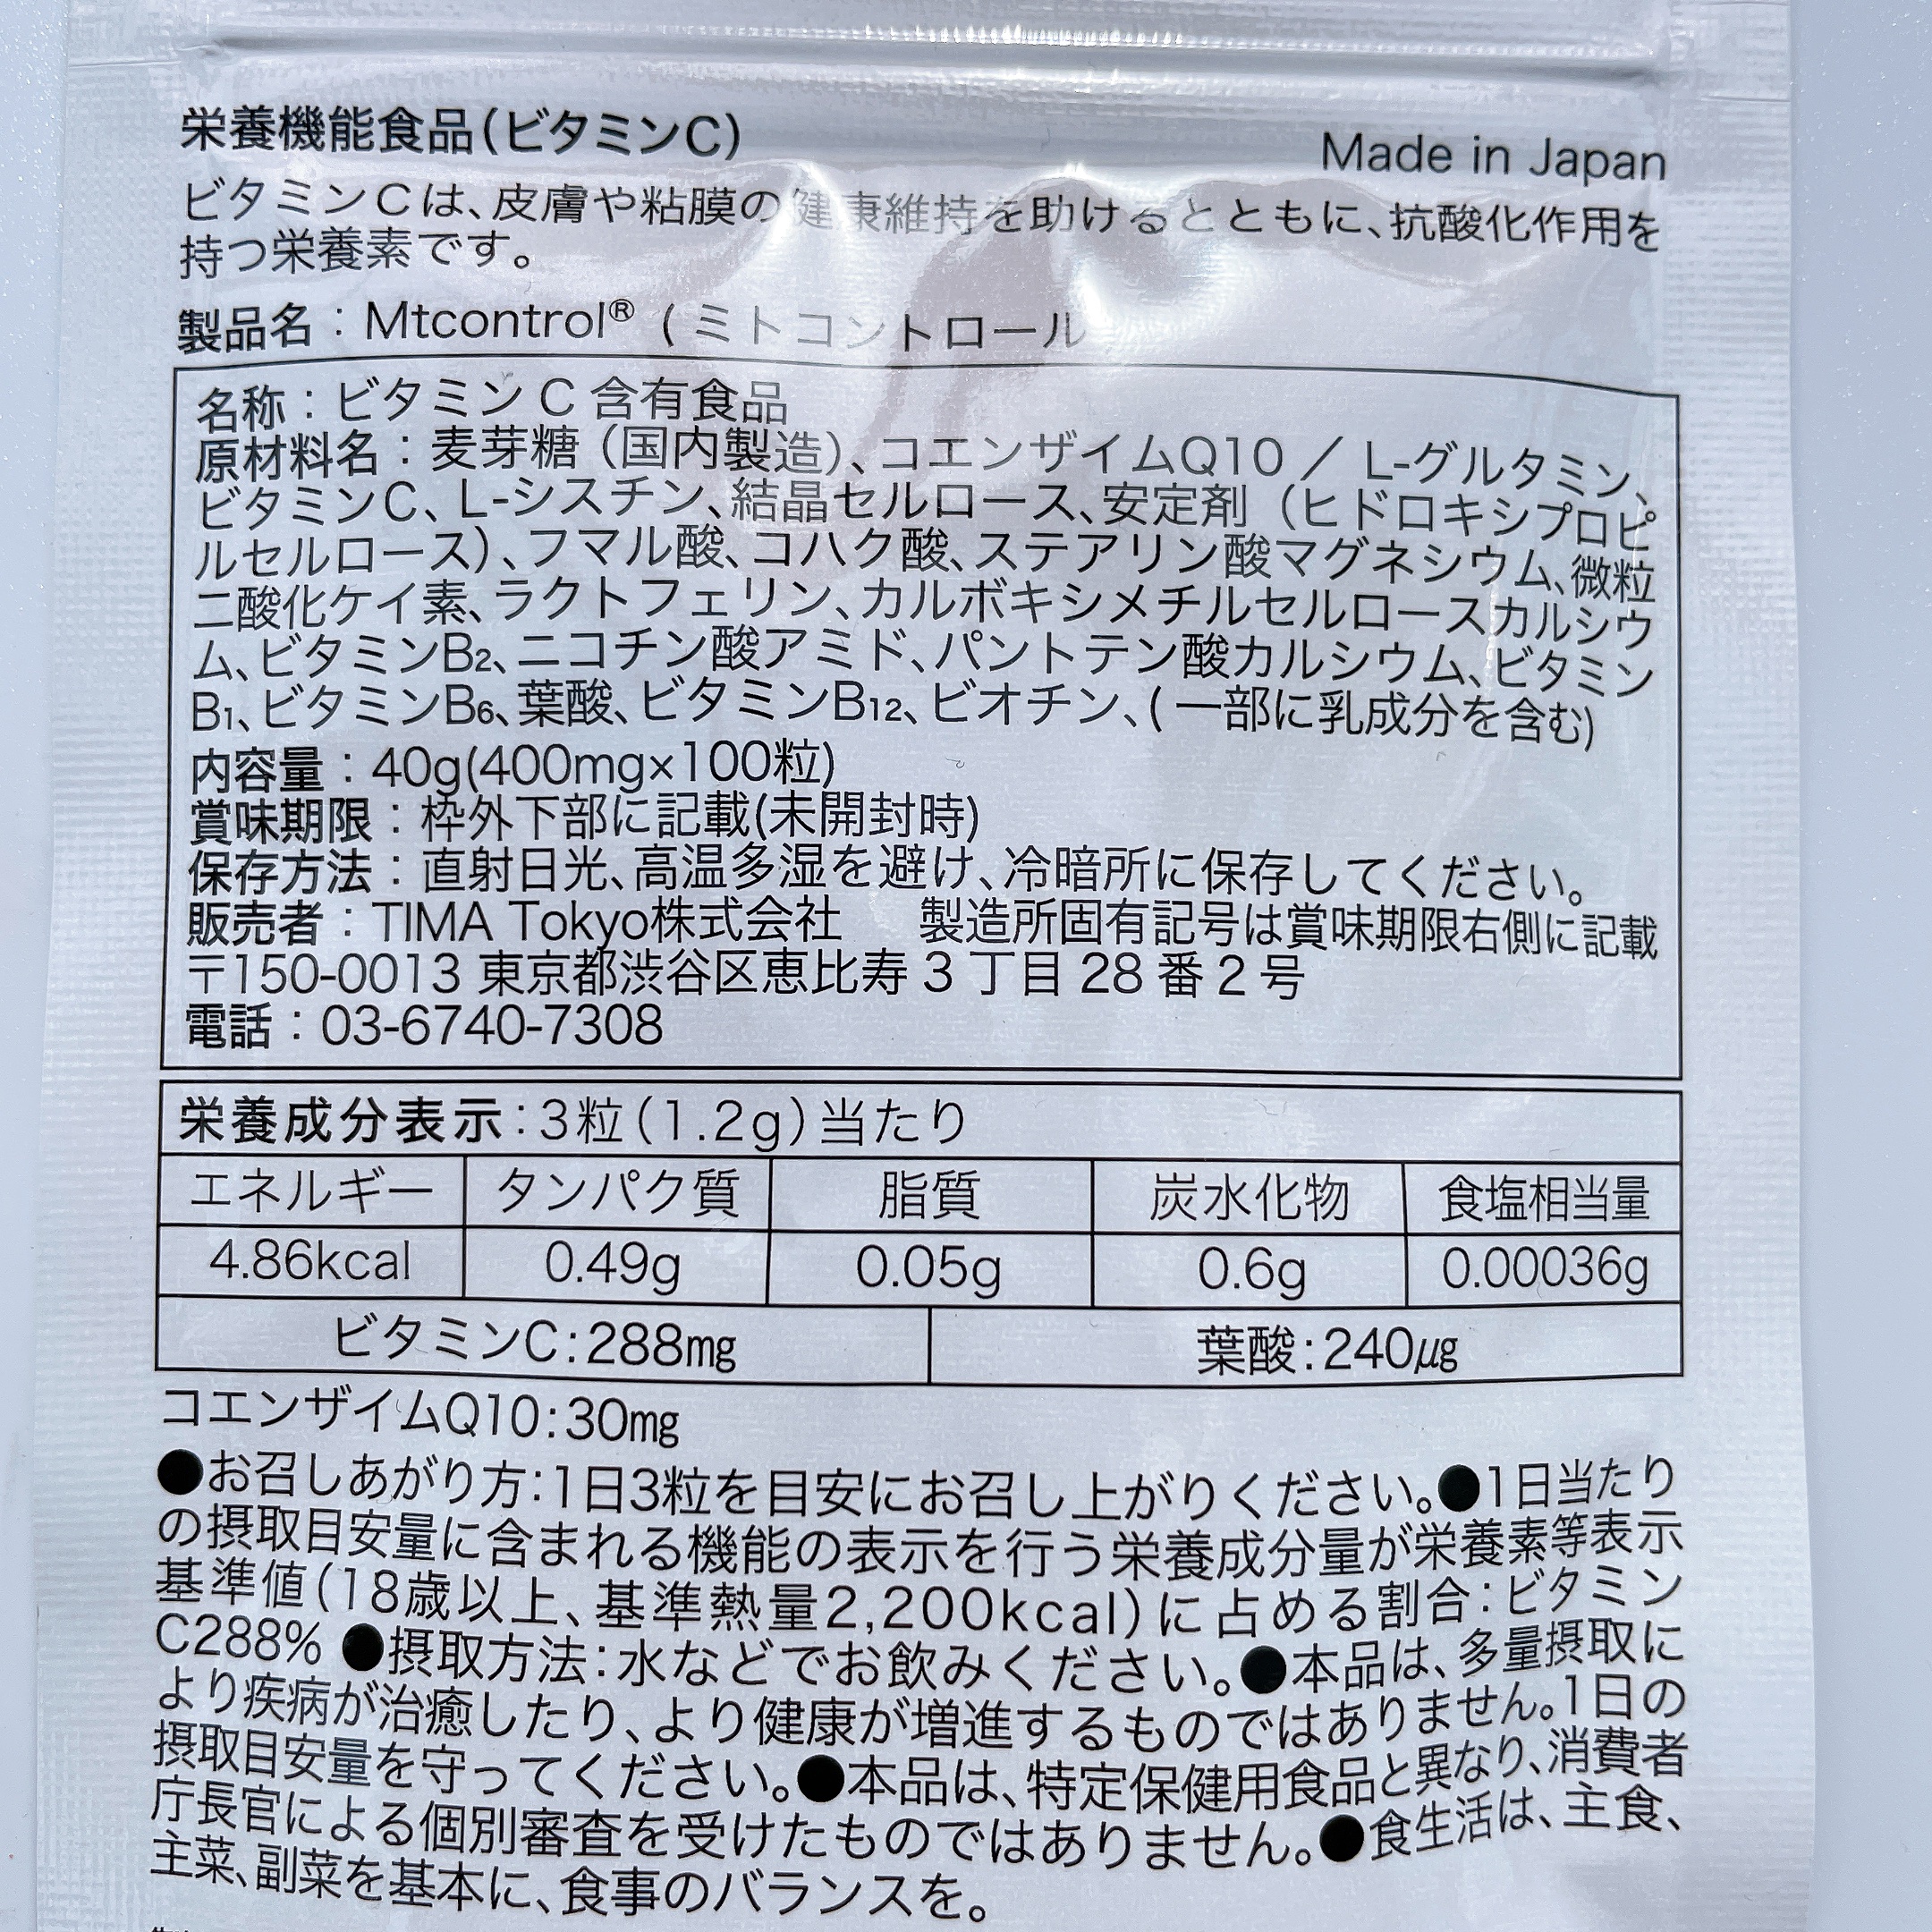 栄養機能食品(ビタミンC)
Made in Japan
ビタミンCは、皮膚や粘膜の健康維持を助けるとともに、抗酸化作用を
持つ栄養素です。
製品名:Mtcontrol® (ミトコントロール
名称:ビタミンC含有食品
原材料名:麦芽糖(国内製造)、コエンザイムQ10/L-グルタミン、
ビタミンC、L-シスチン、結晶セルロース、安定剤(ヒドロキシプロピ
ルセルロース)、フマル酸、コハク酸、ステアリン酸マグネシウム、微粒
二酸化ケイ素、ラクトフェリン、カルボキシメチルセルロースカルシウ
ム、ビタミンB2、ニコチン酸アミド、パントテン酸カルシウム、ビタミン
B1、ビタミンB6、葉酸、ビタミンB12、ビオチン、(一部に乳成分を含む)
内容量:40g(400mg×100粒)
賞味期限:枠外下部に記載(未開封時)
保存方法:直射日光、高温多湿を避け、冷暗所に保存してください。
販売者:TIMA Tokyo株式会社 製造所固有記号は賞味期限右側に記載
〒150-0013 東京都渋谷区恵比寿3丁目28番2号
電話:03-6740-7308
栄養成分表示:3粒(1.2g)当たり
エネルギー タンパク質 脂質 炭水化物 食塩相当量
4.86kcal 0.49g 0.05g 0.6g 0.00036g
ビタミンC:288mg 葉酸:240μg
コエンザイムQ10:30mg
●お召しあがり方:1日3粒を目安にお召し上がりください。●1日当たり
の摂取目安量に含まれる機能の表示を行う栄養成分量が栄養素等表示
基準値(18歳以上、基準熱量2,200kcal)に占める割合:ビタミン
C288% ●摂取方法:水などでお飲みください。●本品は、多量摂取に
より疾病が治癒したり、より健康が増進するものではありません。1日の
摂取目安量を守ってください。●本品は、特定保健用食品と異なり、消費者
庁長官による個別審査を受けたものではありません。●食生活は、主食、
主菜、副菜を基本に、食事のバランスを。